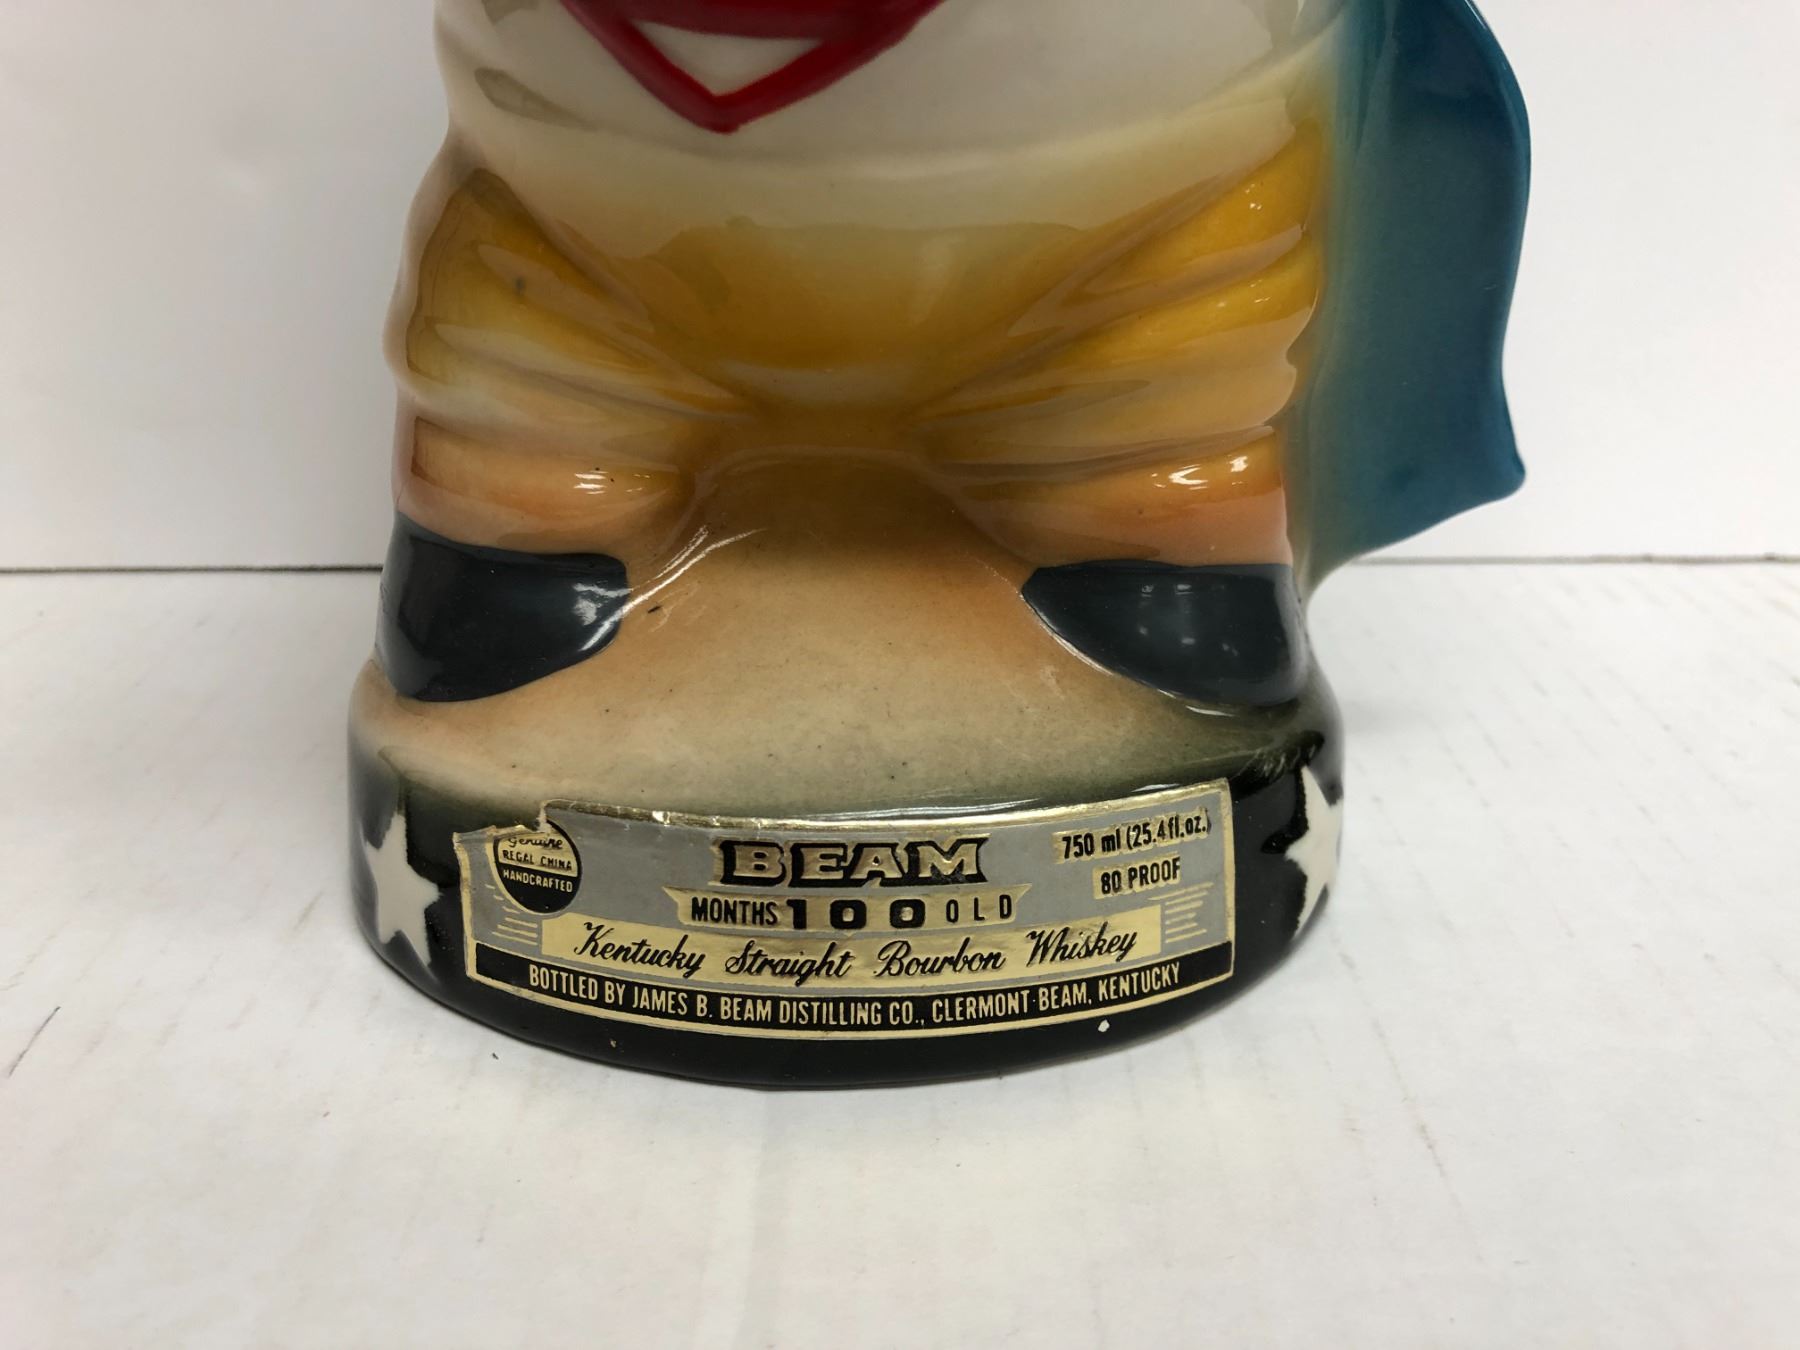 Genuine
REGAL CHINA
HANDCRAFTED
BEAM
750 ml (25.4 fl.oz.)
80 PROOF
MONTHS 100 OLD
Kentucky Straight Bourbon Whiskey
BOTTLED BY JAMES B. BEAM DISTILLING CO., CLERMONT·BEAM, KENTUCKY